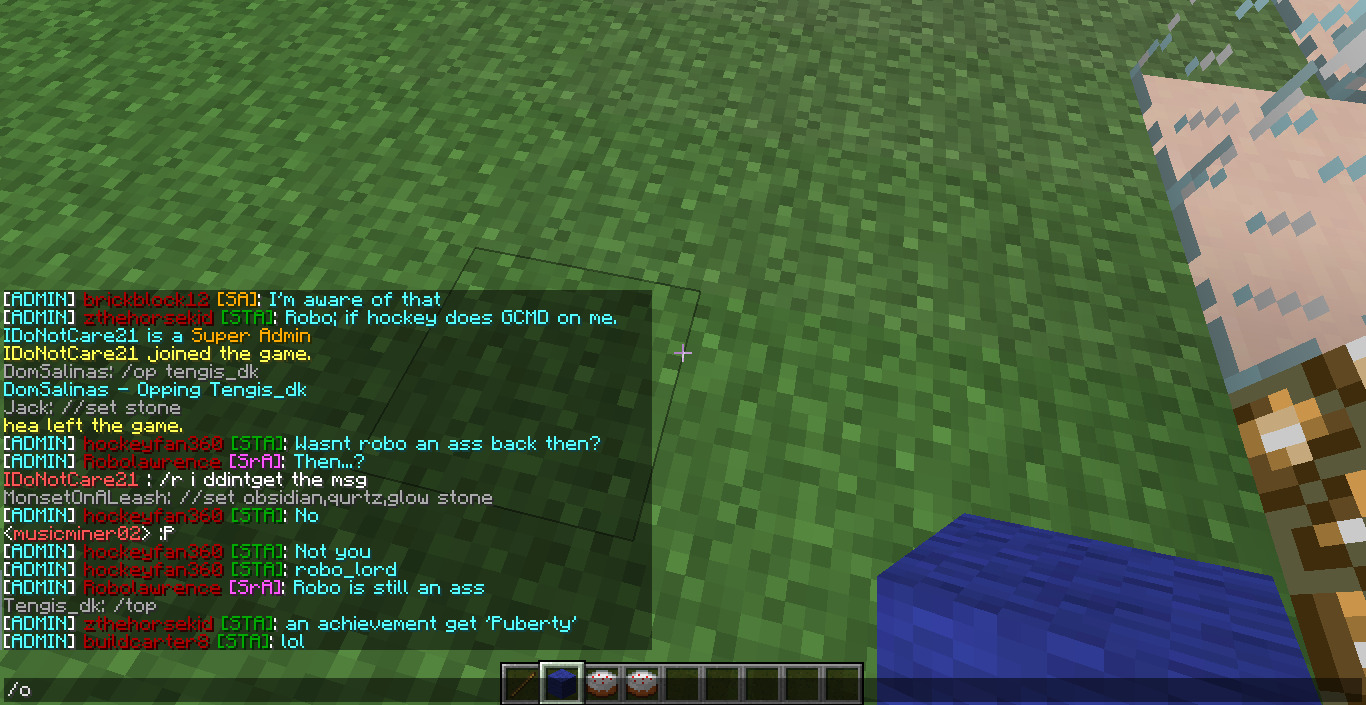 [ADMIN] brickblock12 [SA]: I'm aware of that
[ADMIN] zthehorsekid [STA]: Robo; if hockey does GCMD on me.
IDoNotCare21 is a Super Admin
IDoNotCare21 joined the game.
DomSalinas: /op tengis_dk
DomSalinas - Opping Tengis_dk
Jack: //set stone
hea left the game.
[ADMIN] hockeyfan360 [STA]: Wasnt robo an ass back then?
[ADMIN] Robolawrence [SrA]: Then...?
IDoNotCare21 : /r i ddintget the msg
MonsetOnALeash: //set obsidian,qurtz,glow stone
[ADMIN] hockeyfan360 [STA]: No
<musicminer02> :P
[ADMIN] hockeyfan360 [STA]: Not you
[ADMIN] hockeyfan360 [STA]: robo_lord
[ADMIN] Robolawrence [SrA]: Robo is still an ass
Tengis_dk: /top
[ADMIN] zthehorsekid [STA]: an achievement get 'Puberty'
[ADMIN] buildcarter8 [STA]: lol
/o